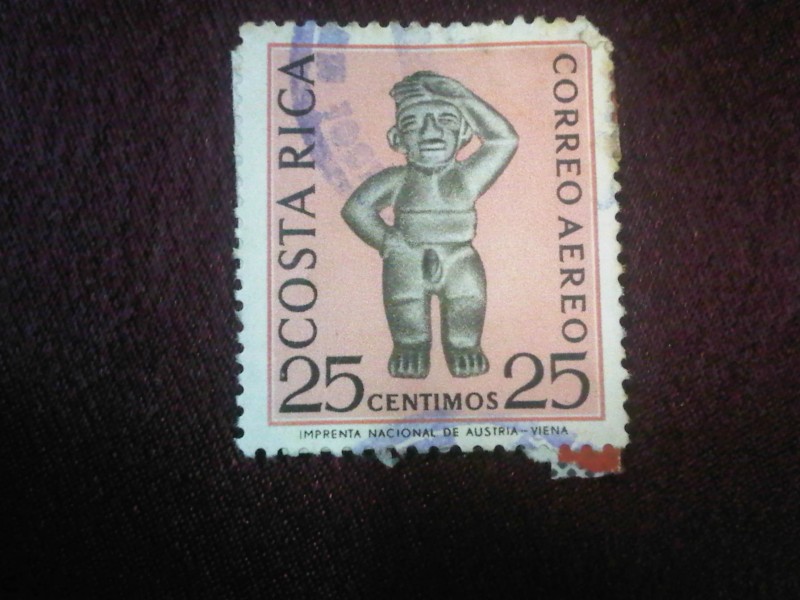 COSTA RICA
CORREO AEREO
25 CENTIMOS 25
IMPRENTA NACIONAL DE AUSTRIA—VIENA